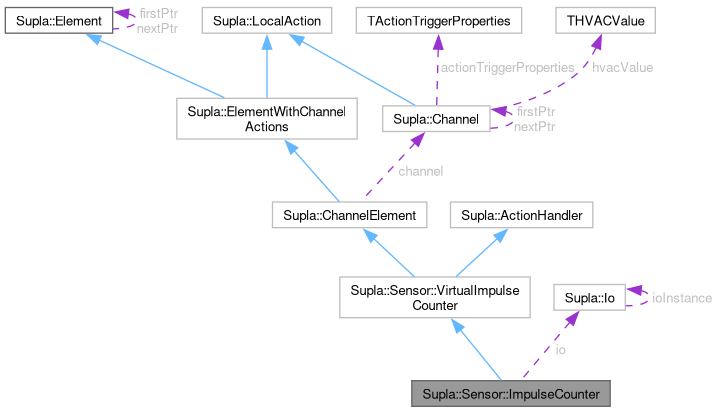 Supla::Element
firstPtr
nextPtr
Supla::LocalAction
TActionTriggerProperties
THVACValue
actionTriggerProperties
hvacValue
Supla::ElementWithChannel
Actions
Supla::Channel
firstPtr
nextPtr
channel
Supla::ChannelElement
Supla::ActionHandler
Supla::Sensor::VirtualImpulse
Counter
Supla::Io
ioInstance
io
Supla::Sensor::ImpulseCounter